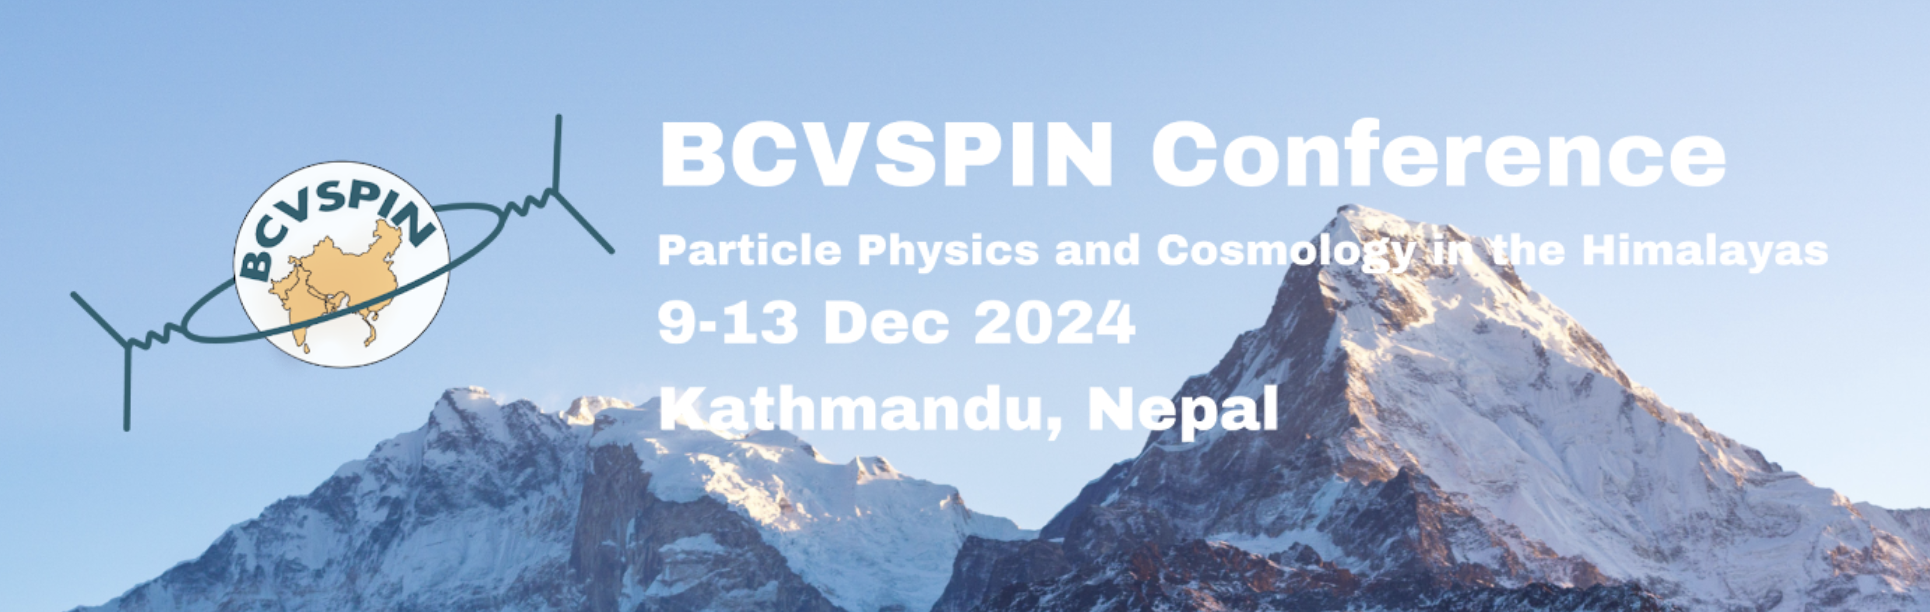 BCVSPIN
BCVSPIN Conference
Particle Physics and Cosmology in the Himalayas
9-13 Dec 2024
Kathmandu, Nepal